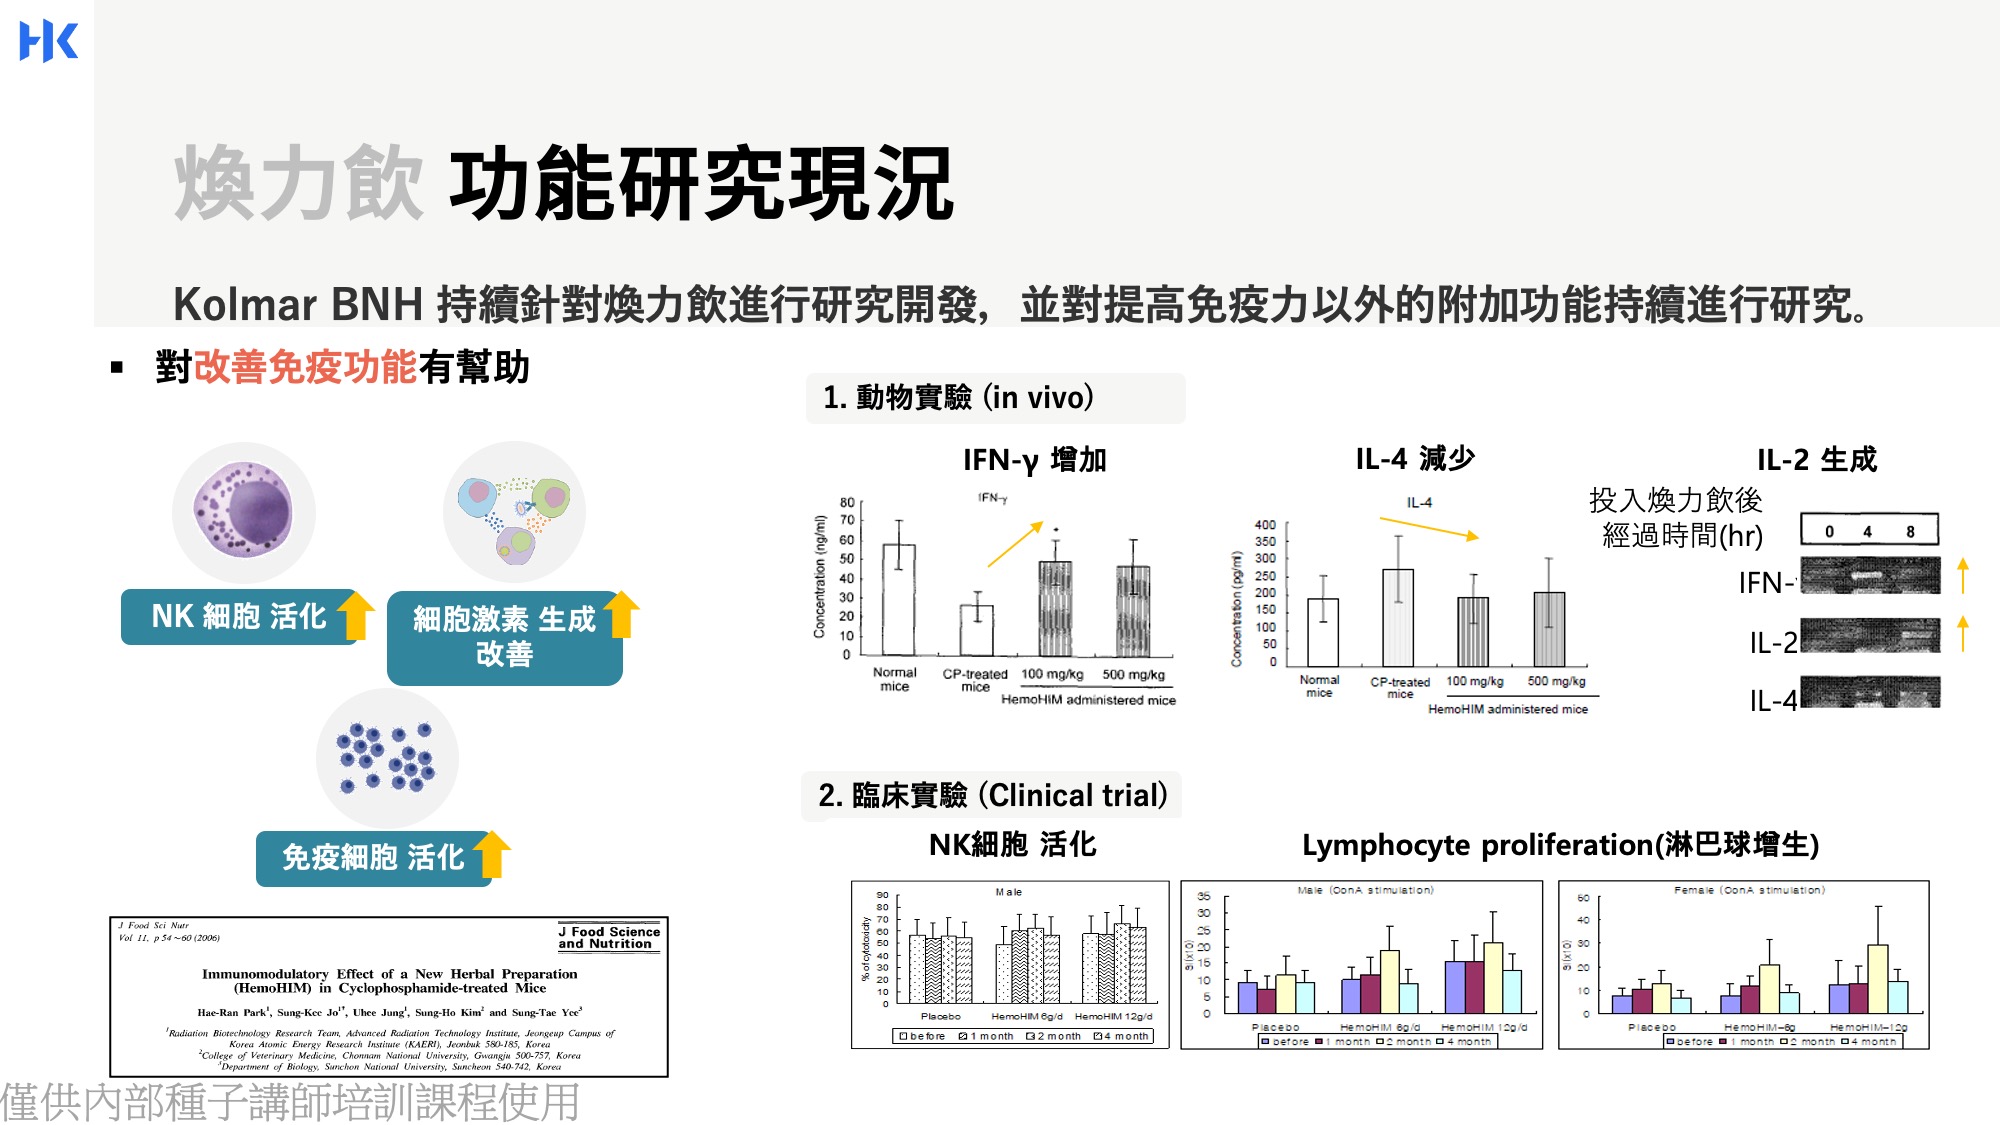 HK
煥力飲 功能研究現況
Kolmar BNH 持續針對煥力飲進行研究開發，並對提高免疫力以外的附加功能持續進行研究。
▪ 對改善免疫功能有幫助
NK 細胞 活化
細胞激素 生成
改善
免疫細胞 活化
J Food Sci Nutr
Vol 11, p 54~60 (2006)
J Food Science
and Nutrition
Immunomodulatory Effect of a New Herbal Preparation
(HemoHIM) in Cyclophosphamide-treated Mice
Hae-Ran Park¹, Sung-Kee Jo¹*, Uhee Jung¹, Sung-Ho Kim² and Sung-Tae Yee³
¹Radiation Biotechnology Research Team, Advanced Radiation Technology Institute, Jeongeup Campus of
Korea Atomic Energy Research Institute (KAERI), Jeonbuk 580-185, Korea
²College of Veterinary Medicine, Chonnam National University, Gwangju 500-757, Korea
³Department of Biology, Sunchon National University, Suncheon 540-742, Korea
1. 動物實驗 (in vivo)
IFN-γ 增加
IFN-γ
Concentration (ng/ml)
80
70
60
50
40
30
20
10
0
*
Normal mice
CP-treated mice
100 mg/kg
500 mg/kg
HemoHIM administered mice
IL-4 減少
IL-4
Concentration (pg/ml)
400
350
300
250
200
150
100
50
0
Normal mice
CP-treated mice
100 mg/kg
500 mg/kg
HemoHIM administered mice
IL-2 生成
投入煥力飲後
經過時間(hr)
0 4 8
IFN-
IL-2
IL-4
2. 臨床實驗 (Clinical trial)
NK細胞 活化
Male
% of cytotoxicity
90
80
70
60
50
40
30
20
10
0
Placebo HemoHIM 6g/d HemoHIM 12g/d
before 1 month 2 month 4 month
Lymphocyte proliferation(淋巴球增生)
Male (ConA stimulation)
SI(x10)
35
30
25
20
15
10
5
0
Placebo HemoHIM 6g/d HemoHIM 12g/d
before 1 month 2 month 4 month
Female (ConA stimulation)
SI(x10)
50
40
30
20
10
0
Placebo HemoHIM-6g HemoHIM-12g
before 1 month 2 month 4 month
僅供內部種子講師培訓課程使用